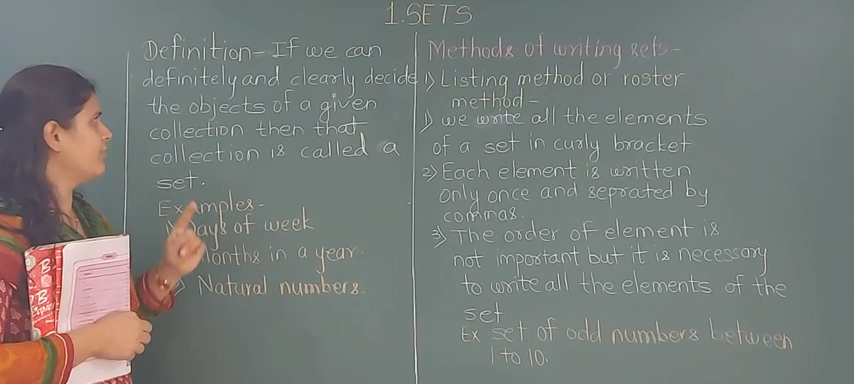 1.SETS
Definition- If we can
definitely and clearly decide
the objects of a given
collection then that
collection is called a
set.
Examples-
Days of week
Months in a year.
Natural numbers.
Methods of writing sets-
1) Listing method or roster
method-
1) we write all the elements
of a set in curly bracket
2) Each element is written
only once and seprated by
commas.
3) The order of element is
not important but it is necessary
to write all the elements of the
set.
Ex set of odd numbers between
1 to 10.